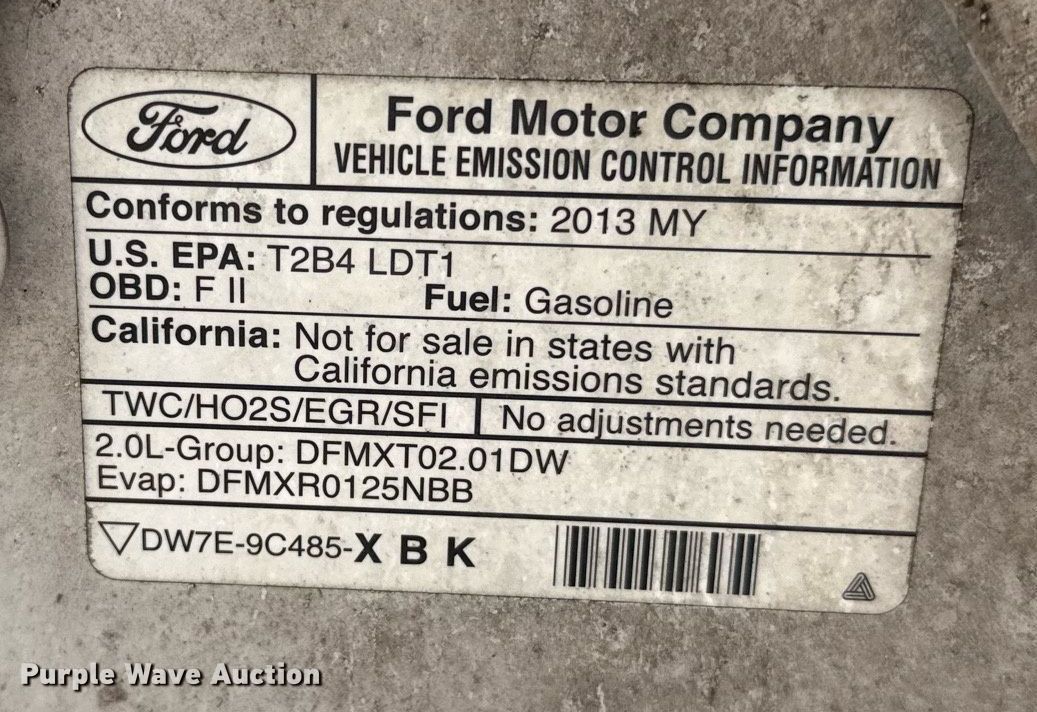 Ford
Ford Motor Company
VEHICLE EMISSION CONTROL INFORMATION
Conforms to regulations: 2013 MY
U.S. EPA: T2B4 LDT1
OBD: F II Fuel: Gasoline
California: Not for sale in states with
California emissions standards.
TWC/HO2S/EGR/SFI No adjustments needed.
2.0L-Group: DFMXT02.01DW
Evap: DFMXR0125NBB
DW7E-9C485-X B K
Purple Wave Auction